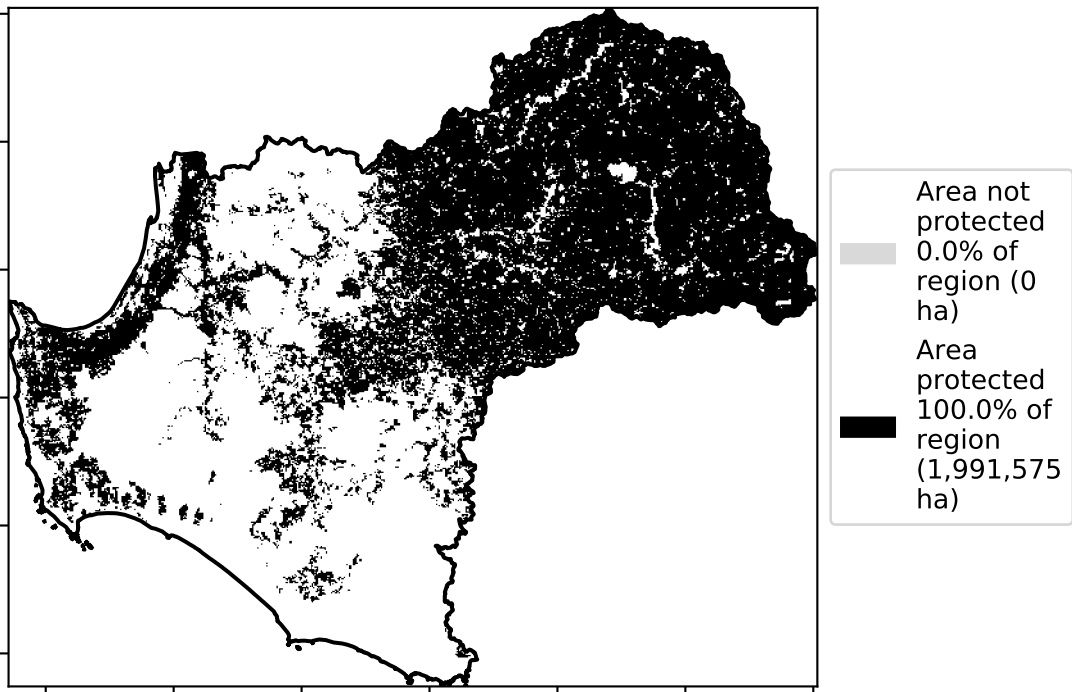 Area not
protected
0.0% of
region (0
ha)
Area
protected
100.0% of
region
(1,991,575
ha)